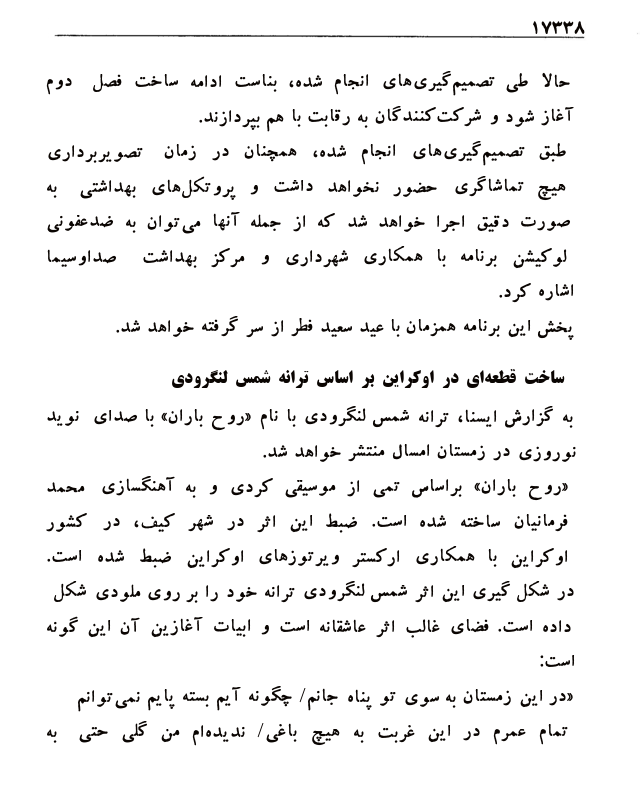 ۱۷۳۳۸
حالا طی تصمیم‌گیری‌های انجام شده، بناست ادامه ساخت فصل دوم
آغاز شود و شرکت‌کنندگان به رقابت با هم بپردازند.
طبق تصمیم‌گیری‌های انجام شده، همچنان در زمان تصویربرداری
هیچ تماشاگری حضور نخواهد داشت و پروتکل‌های بهداشتی به
صورت دقیق اجرا خواهد شد که از جمله آنها می‌توان به ضدعفونی
لوکیشن برنامه با همکاری شهرداری و مرکز بهداشت صداوسیما
اشاره کرد.
پخش این برنامه همزمان با عید سعید فطر از سر گرفته خواهد شد.
ساخت قطعه‌ای در اوکراین بر اساس ترانه شمس لنگرودی
به گزارش ایسنا، ترانه شمس لنگرودی با نام «روح باران» با صدای نوید
نوروزی در زمستان امسال منتشر خواهد شد.
«روح باران» براساس تمی از موسیقی کردی و به آهنگسازی محمد
فرمانیان ساخته شده است. ضبط این اثر در شهر کیف، در کشور
اوکراین با همکاری ارکستر ویرتوزهای اوکراین ضبط شده است.
در شکل گیری این اثر شمس لنگرودی ترانه خود را بر روی ملودی شکل
داده است. فضای غالب اثر عاشقانه است و ابیات آغازین آن این گونه
است:
«در این زمستان به سوی تو پناه جانم/ چگونه آیم بسته پایم نمی‌توانم
تمام عمرم در این غربت به هیچ باغی/ ندیده‌ام من گلی حتی به